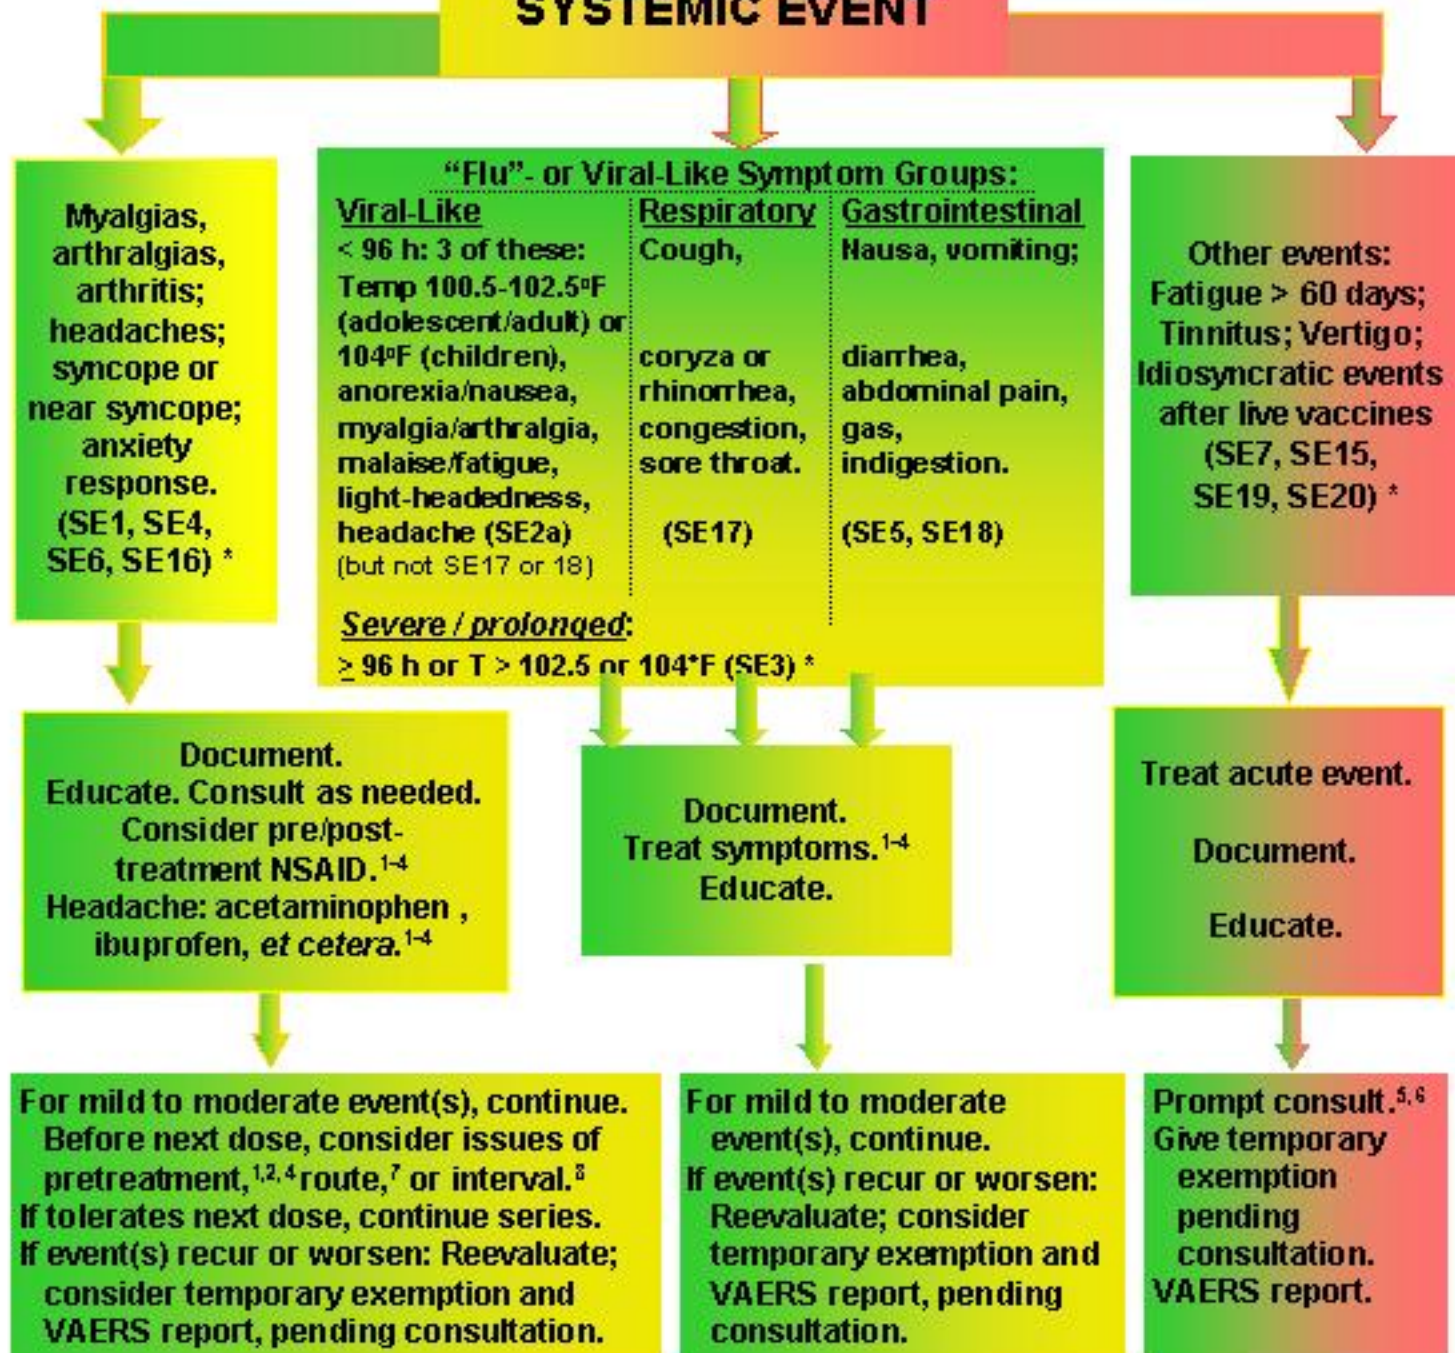 SYSTEMIC EVENT
Myalgias,
arthralgias,
arthritis;
headaches;
syncope or
near syncope;
anxiety
response.
(SE1, SE4,
SE6, SE16) *
"Flu"- or Viral-Like Symptom Groups:
Viral-Like
< 96 h: 3 of these:
Temp 100.5-102.5ºF
(adolescent/adult) or
104ºF (children),
anorexia/nausea,
myalgia/arthralgia,
malaise/fatigue,
light-headedness,
headache (SE2a)
(but not SE17 or 18)
Respiratory
Cough,
coryza or
rhinorrhea,
congestion,
sore throat.
(SE17)
Gastrointestinal
Nausa, vomiting;
diarrhea,
abdominal pain,
gas,
indigestion.
(SE5, SE18)
Severe / prolonged:
≥ 96 h or T > 102.5 or 104°F (SE3) *
Other events:
Fatigue > 60 days;
Tinnitus; Vertigo;
Idiosyncratic events
after live vaccines
(SE7, SE15,
SE19, SE20) *
Document.
Educate. Consult as needed.
Consider pre/post-
treatment NSAID.¹⁻⁴
Headache: acetaminophen ,
ibuprofen, et cetera.¹⁻⁴
Document.
Treat symptoms.¹⁻⁴
Educate.
Treat acute event.
Document.
Educate.
For mild to moderate event(s), continue.
Before next dose, consider issues of
pretreatment,¹,²,⁴ route,⁷ or interval.⁸
If tolerates next dose, continue series.
If event(s) recur or worsen: Reevaluate;
consider temporary exemption and
VAERS report, pending consultation.
For mild to moderate
event(s), continue.
If event(s) recur or worsen:
Reevaluate; consider
temporary exemption and
VAERS report, pending
consultation.
Prompt consult.⁵,⁶
Give temporary
exemption
pending
consultation.
VAERS report.